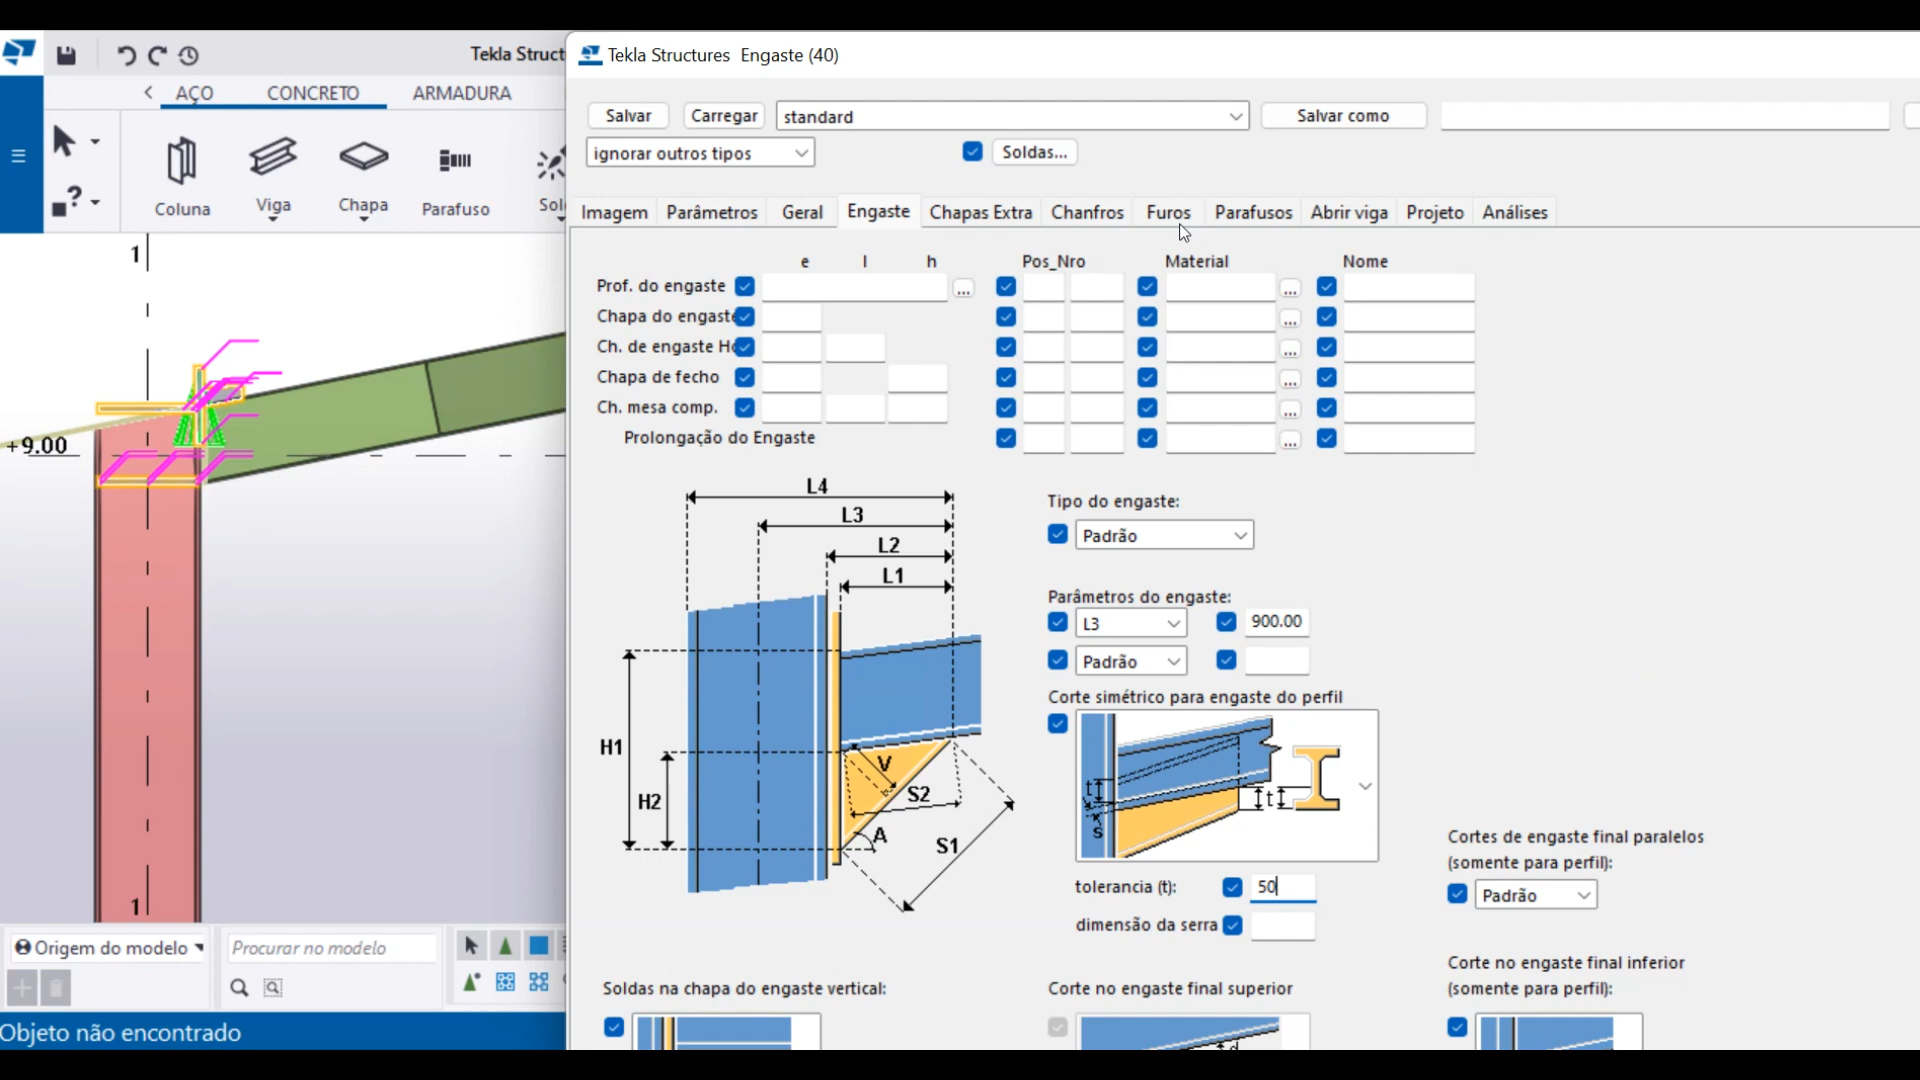 Tekla Struct
AÇO CONCRETO ARMADURA
Coluna Viga Chapa Parafuso Sol
1
+9.00
1
Origem do modelo
Procurar no modelo
Objeto não encontrado
Tekla Structures Engaste (40)
Salvar Carregar standard Salvar como
ignorar outros tipos Soldas...
Imagem Parâmetros Geral Engaste Chapas Extra Chanfros Furos Parafusos Abrir viga Projeto Análises
e l h Pos_Nro Material Nome
Prof. do engaste ... ...
Chapa do engaste ...
Ch. de engaste Ho ...
Chapa de fecho ...
Ch. mesa comp. ...
Prolongação do Engaste ...
L4
L3
L2
L1
H1
H2
V
S2
A
S1
Tipo do engaste:
Padrão
Parâmetros do engaste:
L3 900.00
Padrão
Corte simétrico para engaste do perfil
t
s
t
tolerancia (t): 50
dimensão da serra
Cortes de engaste final paralelos
(somente para perfil):
Padrão
Corte no engaste final inferior
(somente para perfil):
Soldas na chapa do engaste vertical:
Corte no engaste final superior